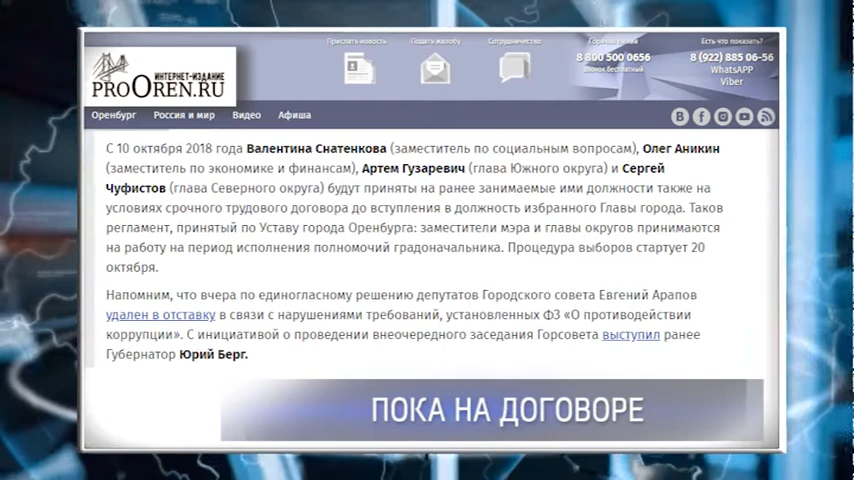 Прислать новость Подать жалобу Сотрудничество Горячая линия Есть что показать?
8 800 500 0656 8 (922) 885 06-56
звонок бесплатный WhatsAPP
Viber
ИНТЕРНЕТ-ИЗДАНИЕ
PROOREN.RU
Оренбург Россия и мир Видео Афиша
С 10 октября 2018 года Валентина Снатенкова (заместитель по социальным вопросам), Олег Аникин
(заместитель по экономике и финансам), Артем Гузаревич (глава Южного округа) и Сергей
Чуфистов (глава Северного округа) будут приняты на ранее занимаемые ими должности также на
условиях срочного трудового договора до вступления в должность избранного Главы города. Таков
регламент, принятый по Уставу города Оренбурга: заместители мэра и главы округов принимаются
на работу на период исполнения полномочий градоначальника. Процедура выборов стартует 20
октября.
Напомним, что вчера по единогласному решению депутатов Городского совета Евгений Арапов
удален в отставку в связи с нарушениями требований, установленных ФЗ «О противодействии
коррупции». С инициативой о проведении внеочередного заседания Горсовета выступил ранее
Губернатор Юрий Берг.
ПОКА НА ДОГОВОРЕ